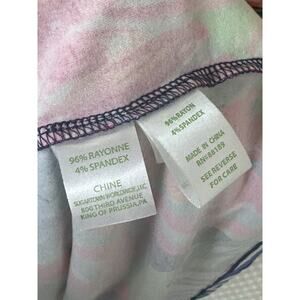 96% RAYONNE
4% SPANDEX
CHINE
SUGARTOWN WORLDWIDE, LLC
800 THIRD AVENUE
KING OF PRUSSIA, PA
96% RAYON
4% SPANDEX
MADE IN CHINA
RN# 88189
SEE REVERSE
FOR CARE